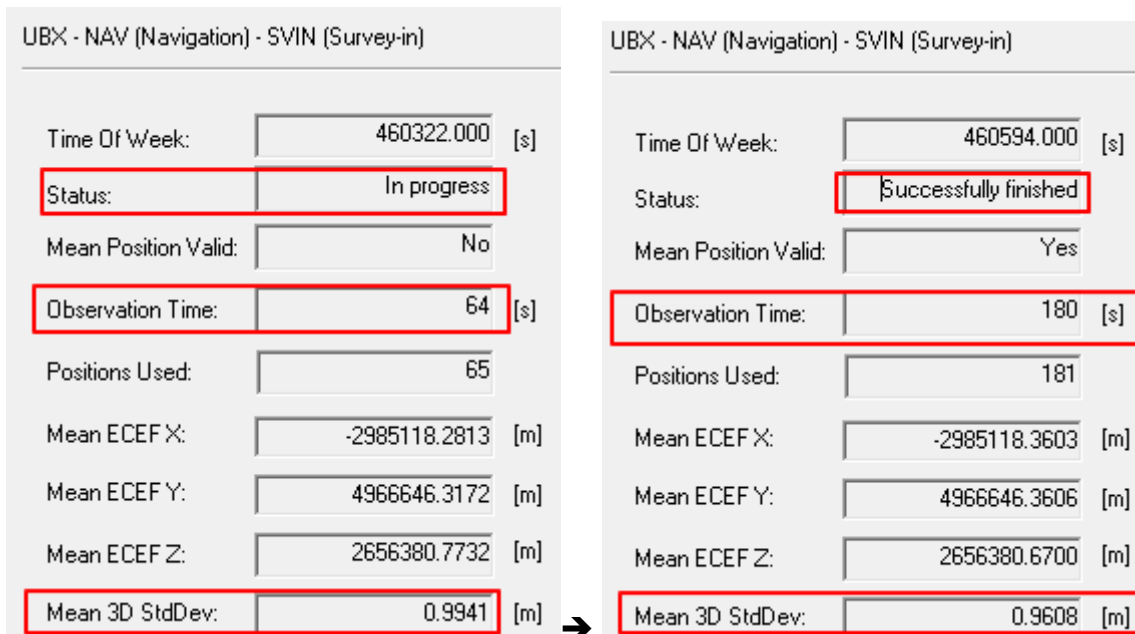 UBX - NAV (Navigation) - SVIN (Survey-in)
Time Of Week: 460322.000 [s]
Status: In progress
Mean Position Valid: No
Observation Time: 64 [s]
Positions Used: 65
Mean ECEF X: -2985118.2813 [m]
Mean ECEF Y: 4966646.3172 [m]
Mean ECEF Z: 2656380.7732 [m]
Mean 3D StdDev: 0.9941 [m]
➔
UBX - NAV (Navigation) - SVIN (Survey-in)
Time Of Week: 460594.000 [s]
Status: Successfully finished
Mean Position Valid: Yes
Observation Time: 180 [s]
Positions Used: 181
Mean ECEF X: -2985118.3603 [m]
Mean ECEF Y: 4966646.3606 [m]
Mean ECEF Z: 2656380.6700 [m]
Mean 3D StdDev: 0.9608 [m]